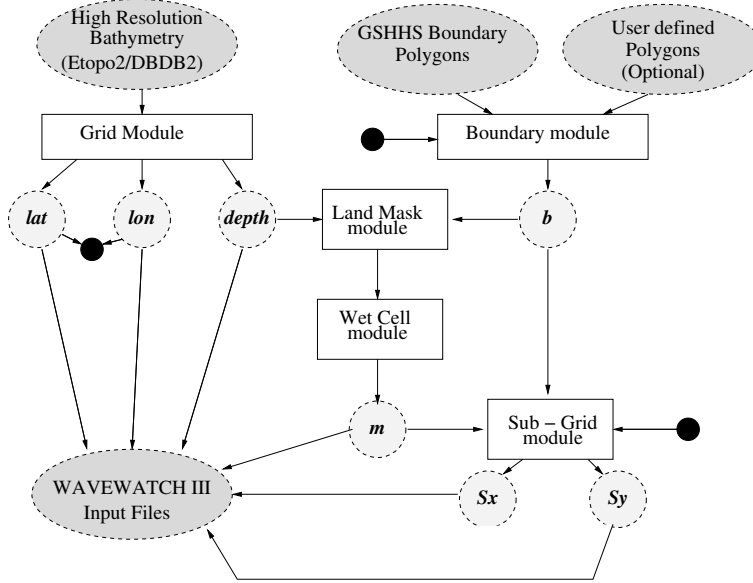 High Resolution
Bathymetry
(Etopo2/DBDB2)
GSHHS Boundary
Polygons
User defined
Polygons
(Optional)
Grid Module
Boundary module
lat
lon
depth
Land Mask
module
b
Wet Cell
module
m
Sub − Grid
module
WAVEWATCH III
Input Files
Sx
Sy